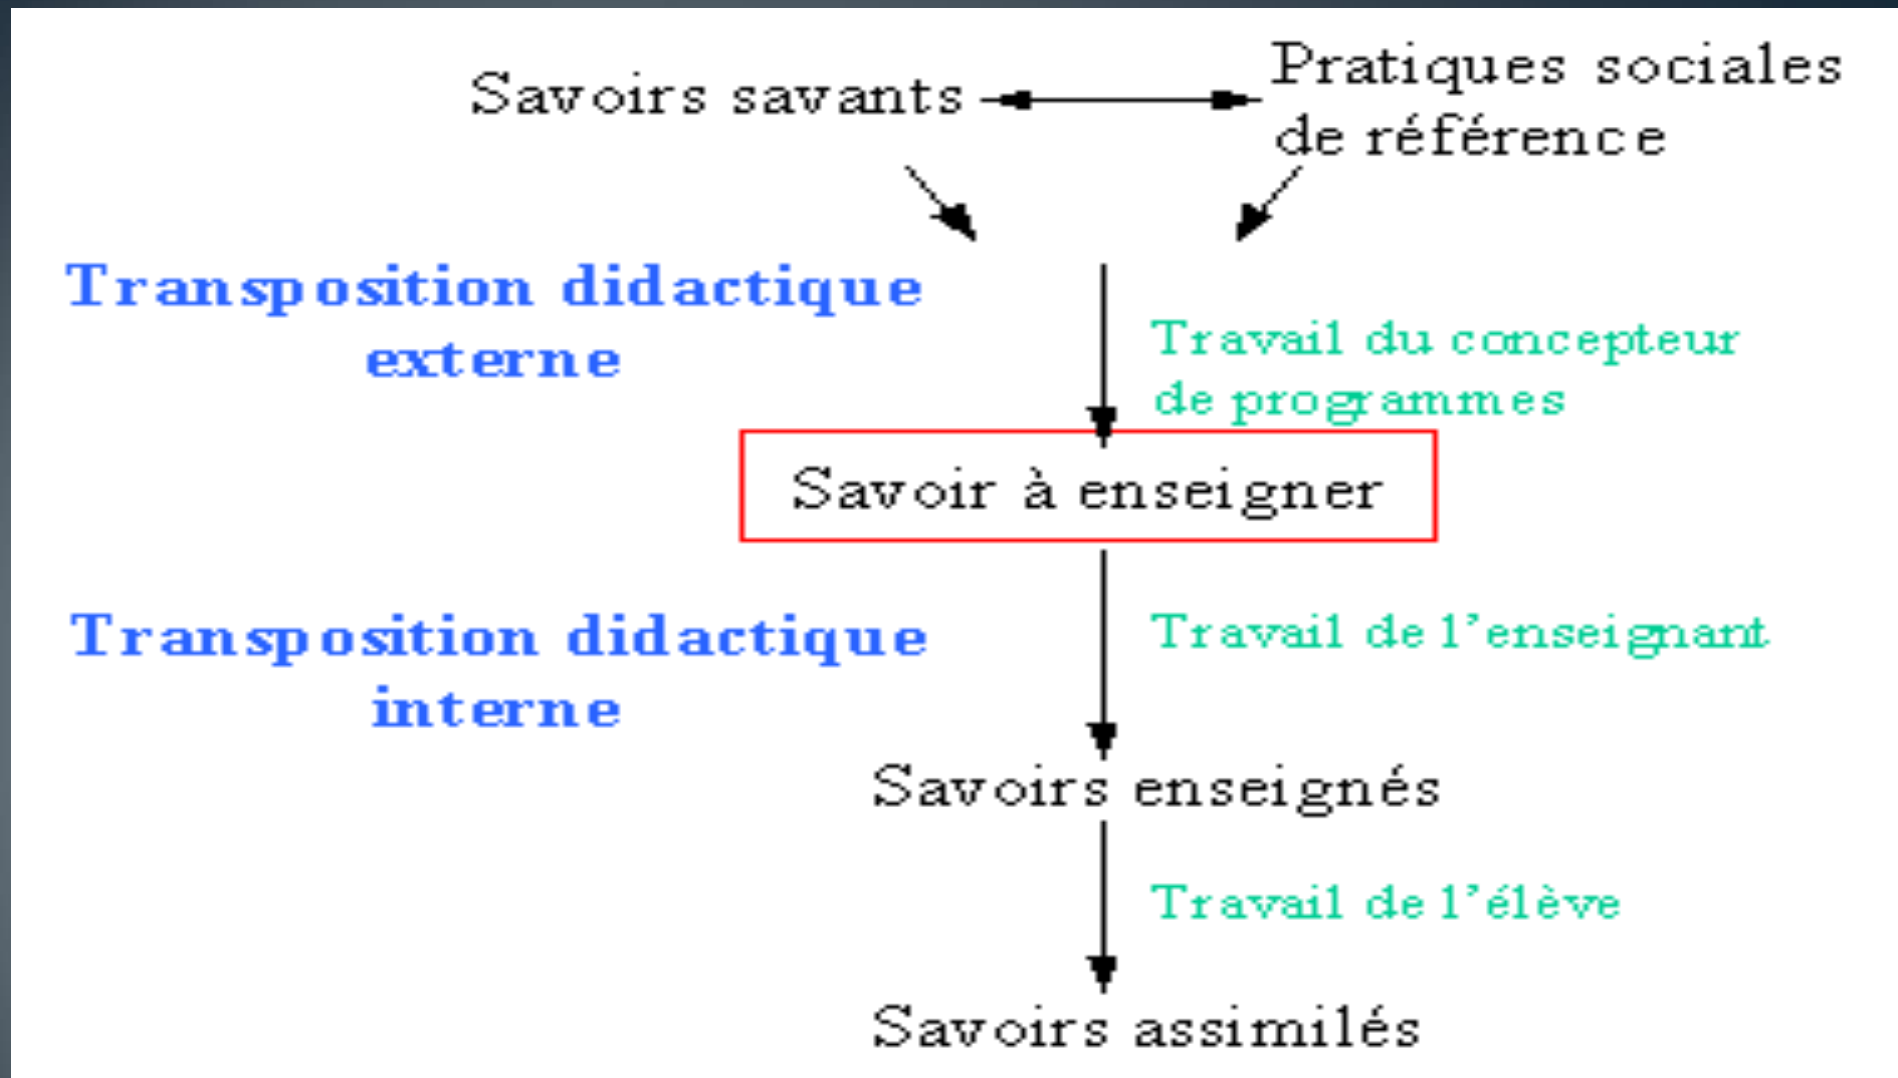 Savoirs savants
Pratiques sociales
de référence
Transposition didactique
externe
Travail du concepteur
de programmes
Savoir à enseigner
Transposition didactique
interne
Travail de l’enseignant
Savoirs enseignés
Travail de l’élève
Savoirs assimilés